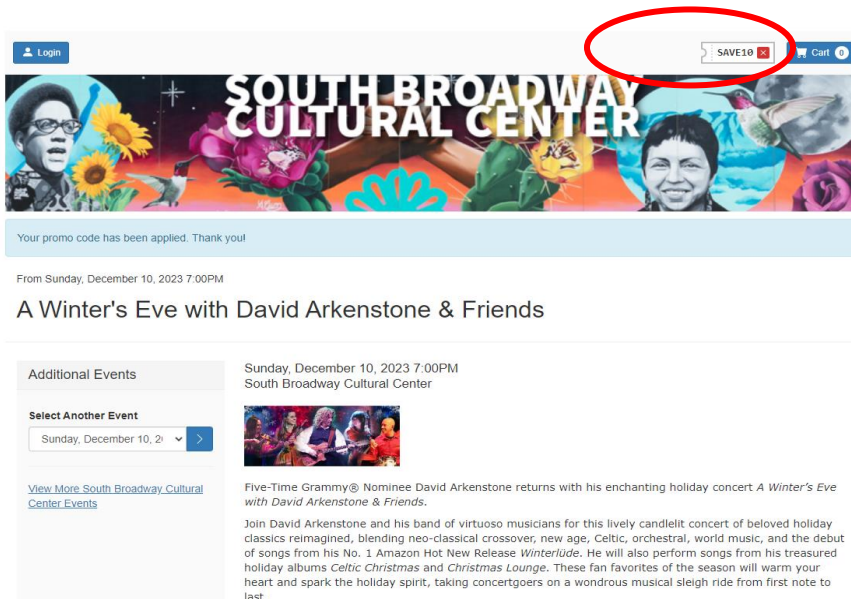 Login
SAVE10
Cart 0
SOUTH BROADWAY
CULTURAL CENTER
Your promo code has been applied. Thank you!
From Sunday, December 10, 2023 7:00PM
A Winter's Eve with David Arkenstone & Friends
Additional Events
Select Another Event
Sunday, December 10, 2
View More South Broadway Cultural
Center Events
Sunday, December 10, 2023 7:00PM
South Broadway Cultural Center
Five-Time Grammy® Nominee David Arkenstone returns with his enchanting holiday concert A Winter's Eve
with David Arkenstone & Friends.
Join David Arkenstone and his band of virtuoso musicians for this lively candlelit concert of beloved holiday
classics reimagined, blending neo-classical crossover, new age, Celtic, orchestral, world music, and the debut
of songs from his No. 1 Amazon Hot New Release Winterlüde. He will also perform songs from his treasured
holiday albums Celtic Christmas and Christmas Lounge. These fan favorites of the season will warm your
heart and spark the holiday spirit, taking concertgoers on a wondrous musical sleigh ride from first note to
last